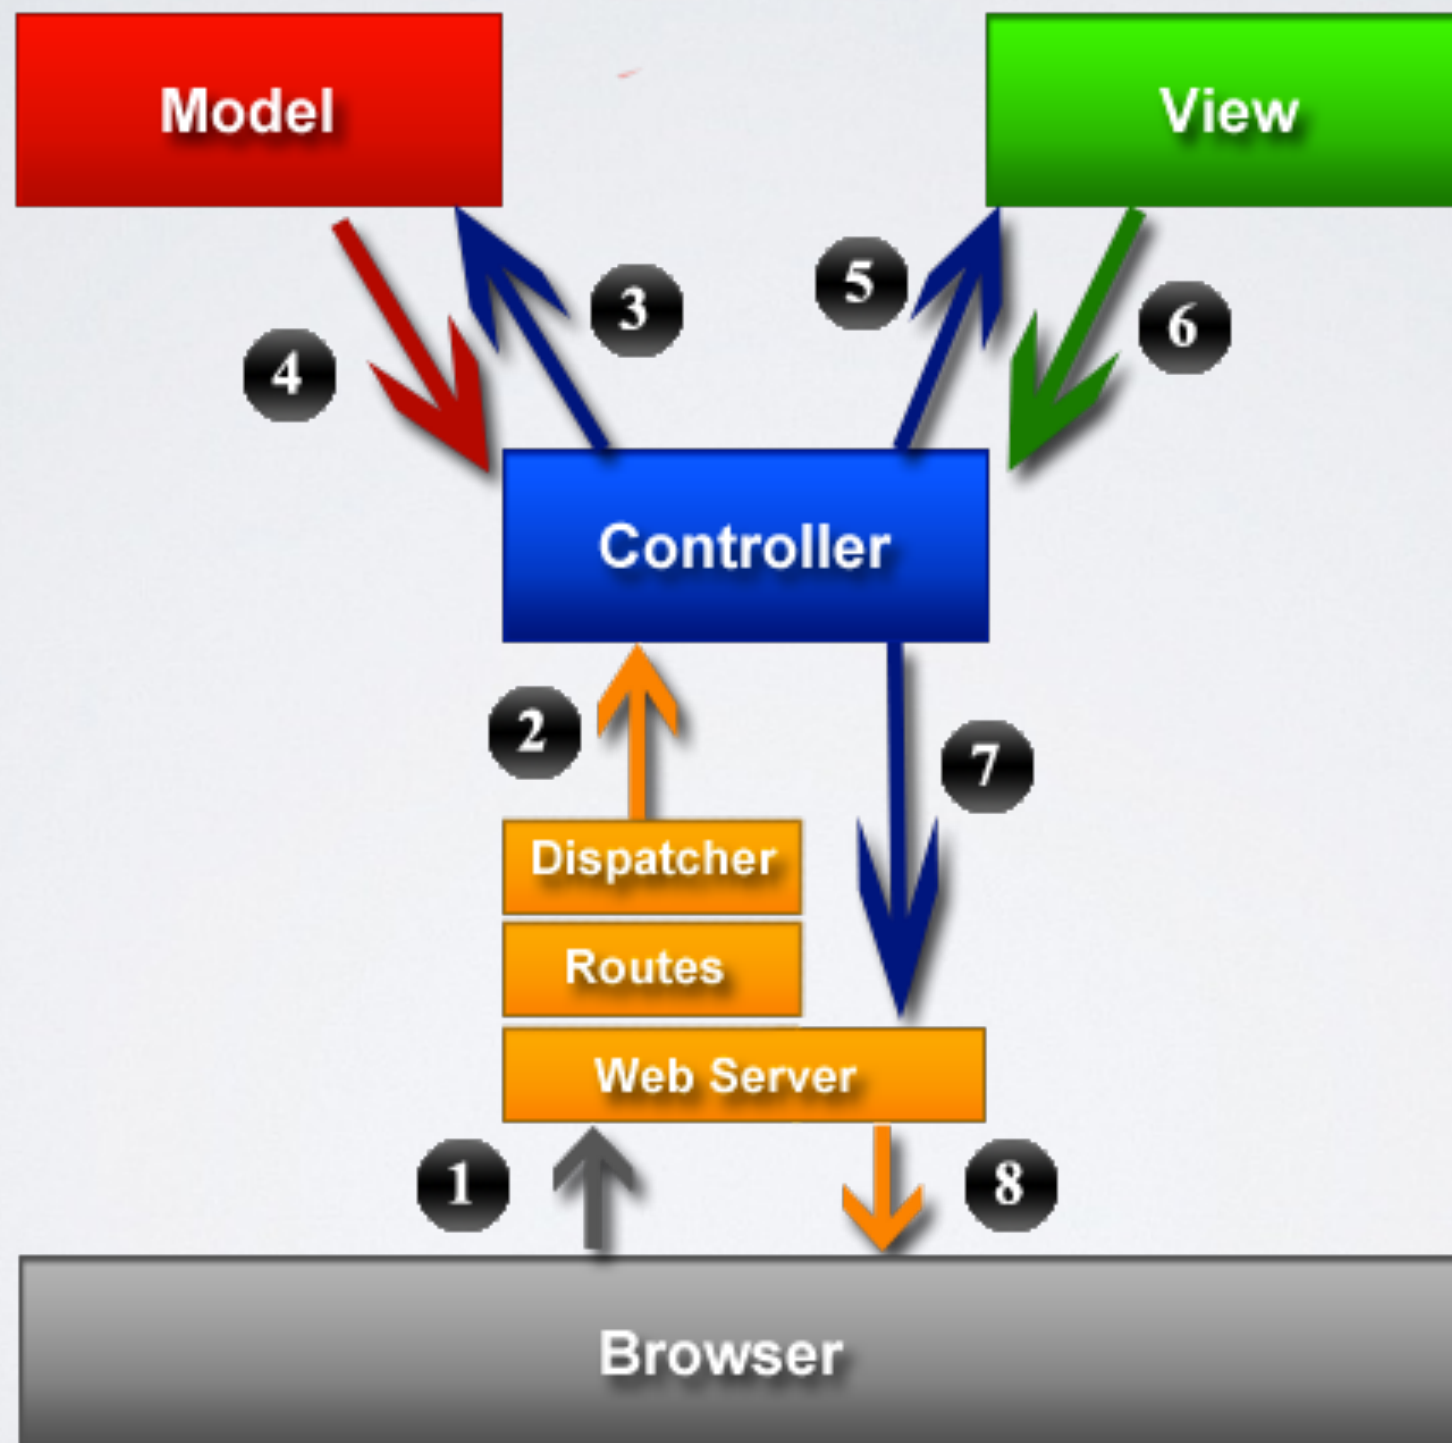 Model
View
3
5
6
4
Controller
2
7
Dispatcher
Routes
Web Server
1
8
Browser